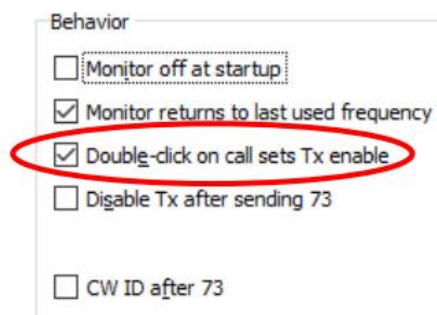 Behavior
Monitor off at startup
Monitor returns to last used frequency
Double-click on call sets Tx enable
Disable Tx after sending 73
CW ID after 73